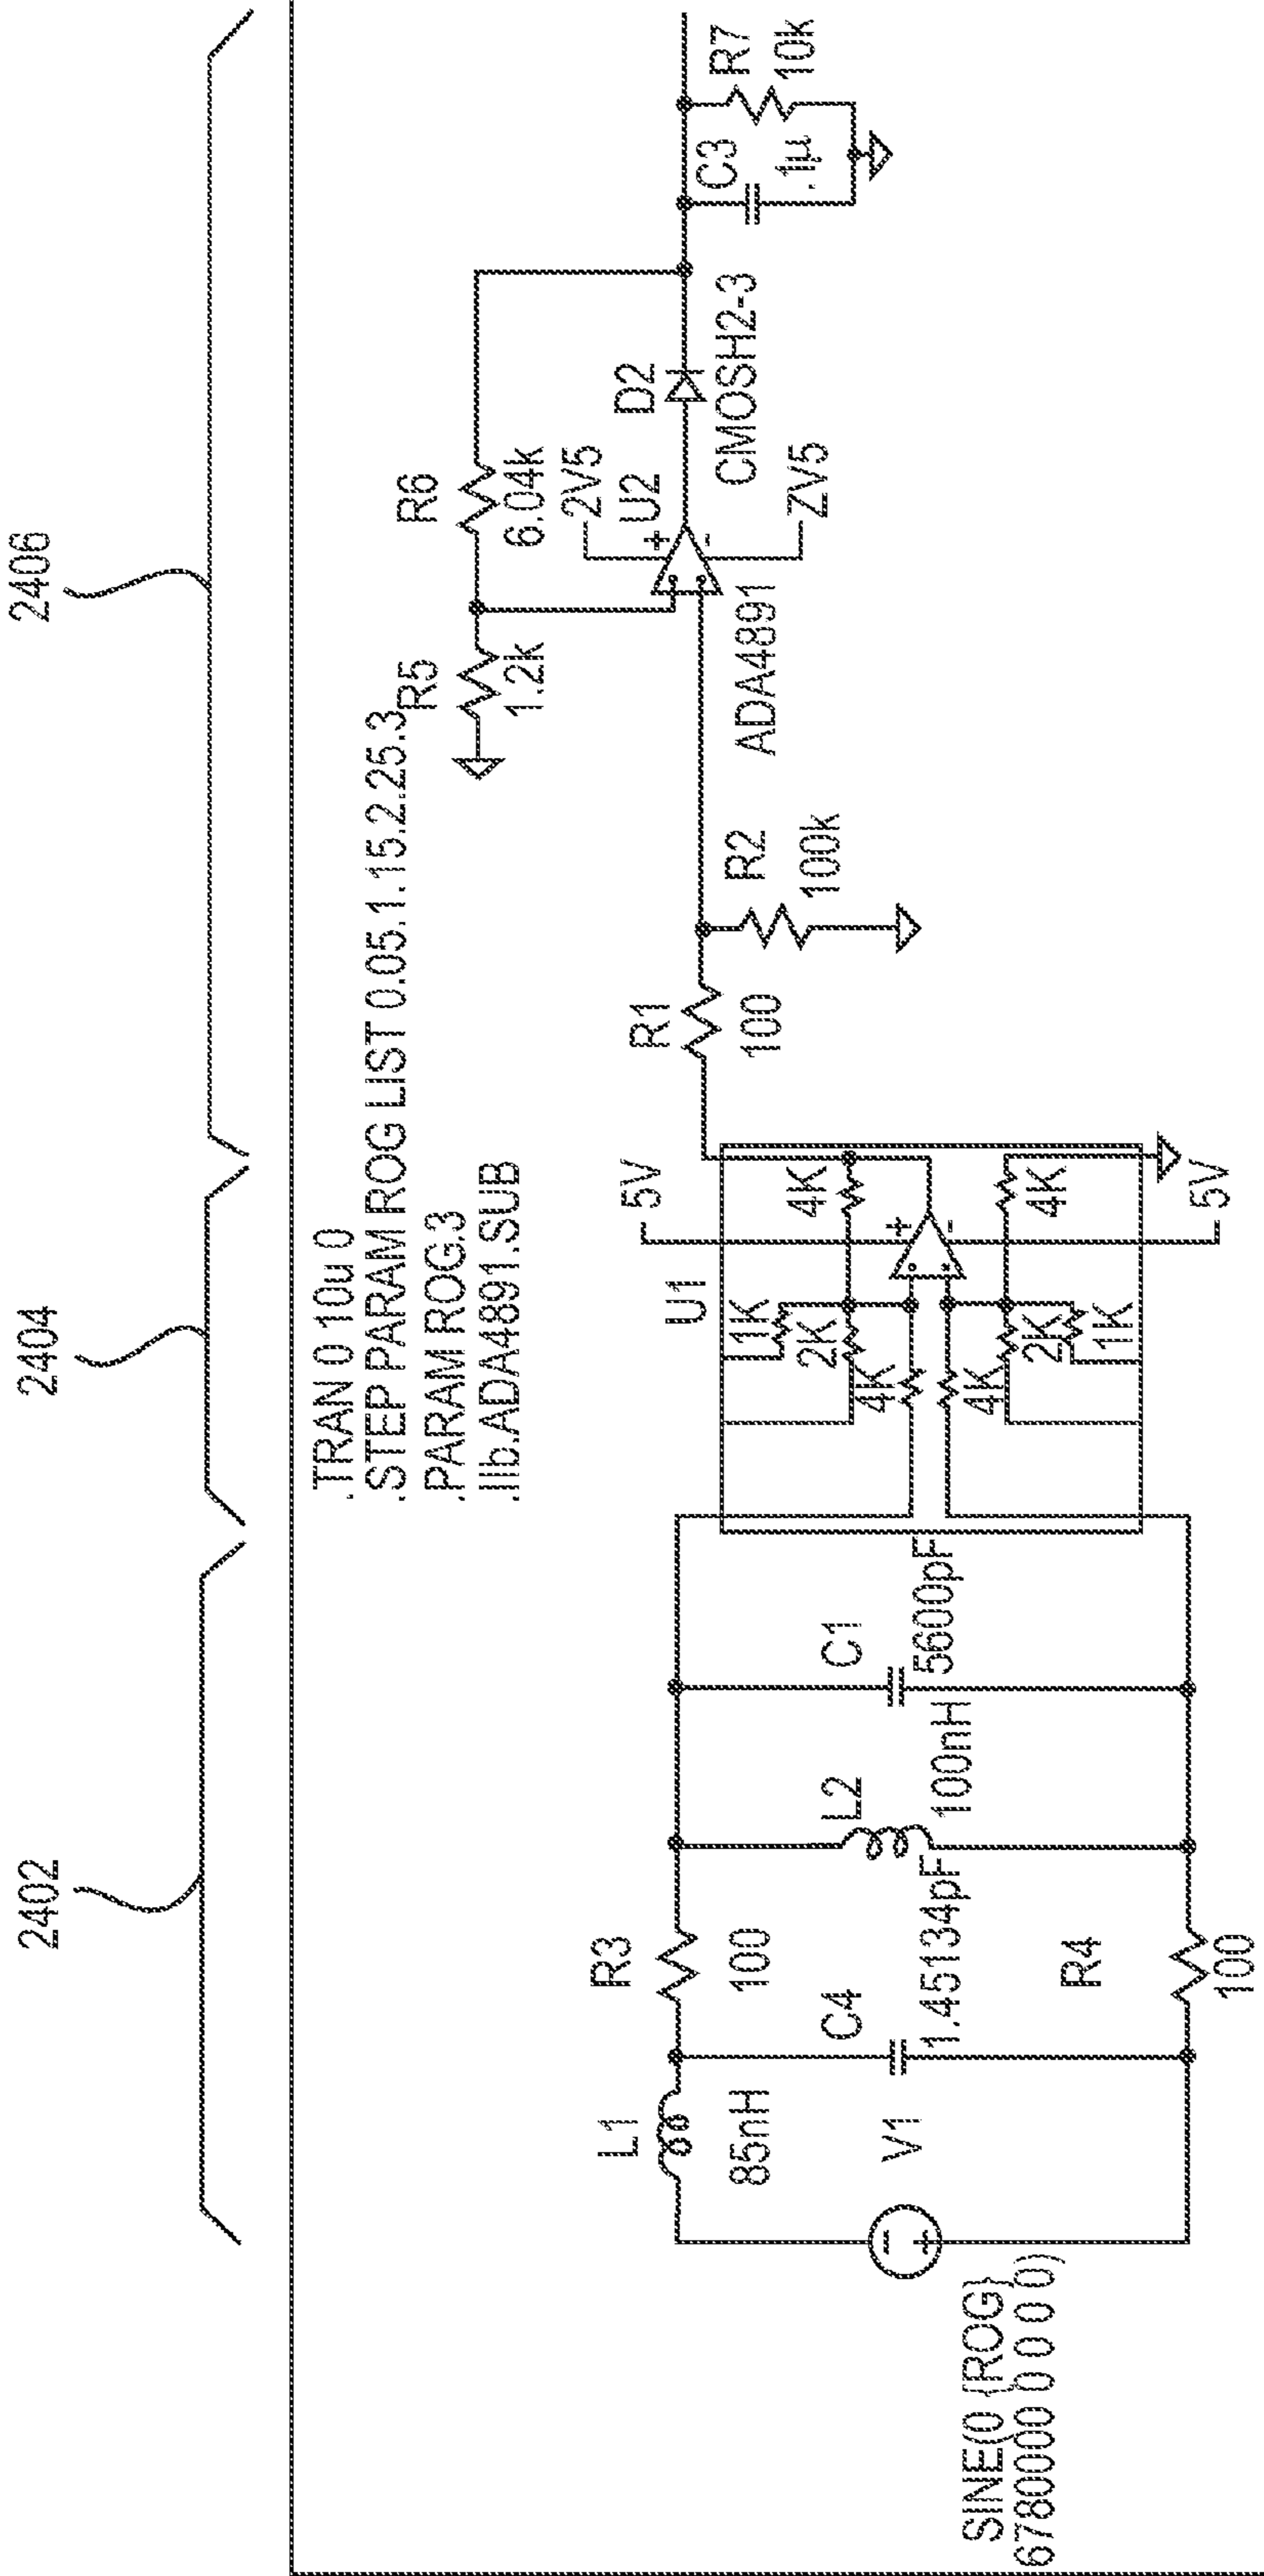 2402
2404
2406
.TRAN 0 10u 0
.STEP PARAM ROG LIST 0.05.1.15.2.25.3
.PARAM ROG.3
.lib.ADA4891.SUB
SINE(0 {ROG}
6780000 0 0 0 0)
V1
L1
85nH
C4
1.45134pF
R3
100
R4
100
L2
100nH
C1
5600pF
U1
5V
1K
2K
4K
4K
4K
2K
1K
4K
5V
R1
100
R2
100k
R5
1.2k
R6
6.04k
2V5
U2
ADA4891
ZV5
D2
CMOSH2-3
C3
.1µ
R7
10k